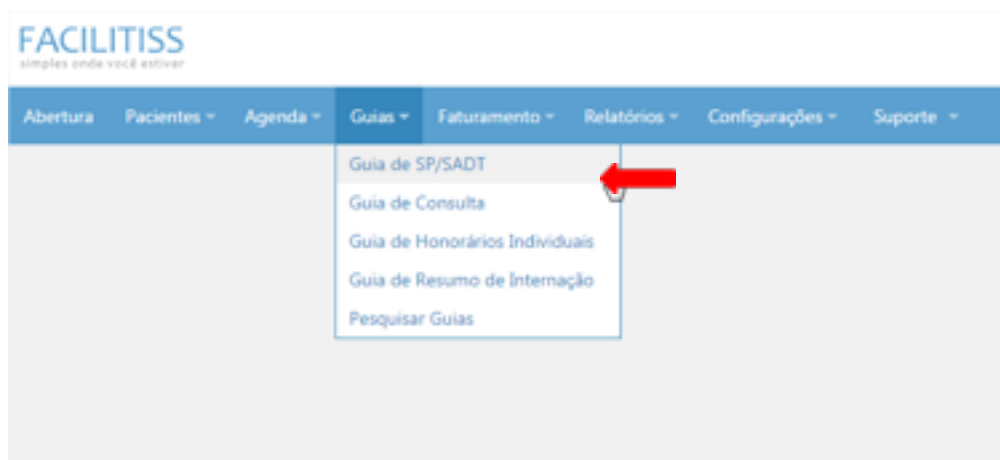 FACILITISS
simples onde você estiver
Abertura Pacientes Agenda Guias Faturamento Relatórios Configurações Suporte
Guia de SP/SADT
Guia de Consulta
Guia de Honorários Individuais
Guia de Resumo de Internação
Pesquisar Guias